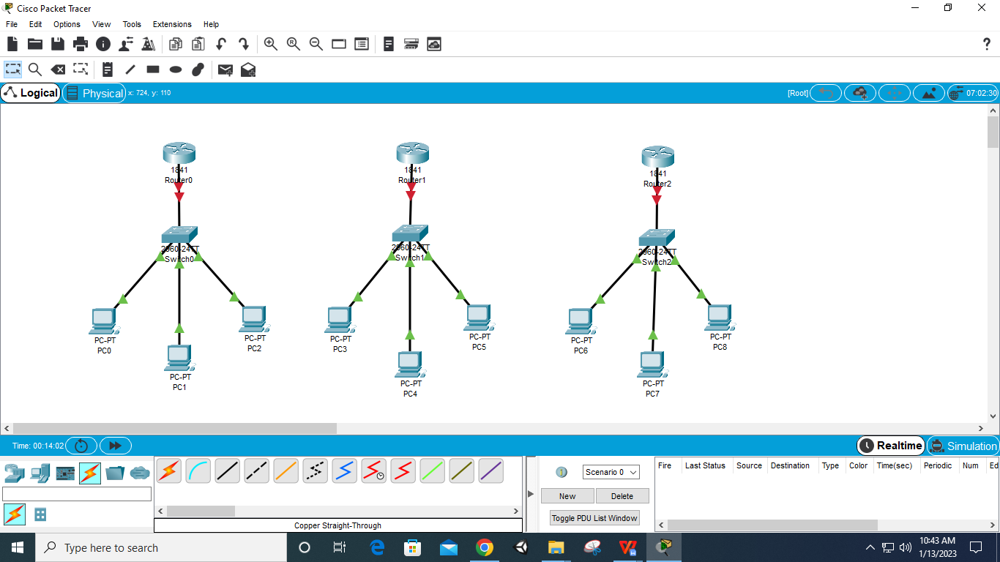 Cisco Packet Tracer
File Edit Options View Tools Extensions Help
?
Logical Physical x: 724, y: 110 [Root] 07:02:30
1841 1841 1841
Router0 Router1 Router2
2960-24TT 2960-24TT 2960-24TT
Switch0 Switch1 Switch2
PC-PT PC-PT PC-PT PC-PT PC-PT PC-PT
PC0 PC2 PC3 PC5 PC6 PC8
PC-PT PC-PT PC-PT
PC1 PC4 PC7
Time: 00:14:02 Realtime Simulation
Scenario 0 Fire Last Status Source Destination Type Color Time(sec) Periodic Num Ed
New Delete
Toggle PDU List Window
Copper Straight-Through
Type here to search
10:43 AM
1/13/2023